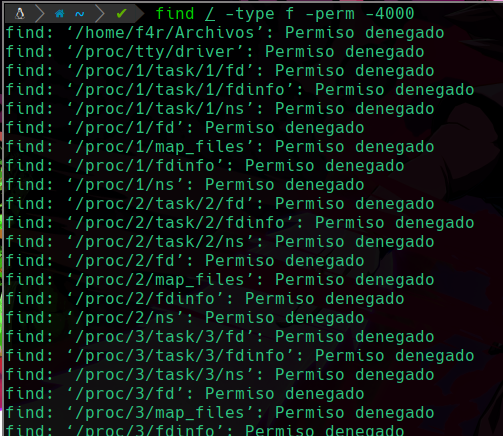 ~ ✔ find / -type f -perm -4000
find: ‘/home/f4r/Archivos’: Permiso denegado
find: ‘/proc/tty/driver’: Permiso denegado
find: ‘/proc/1/task/1/fd’: Permiso denegado
find: ‘/proc/1/task/1/fdinfo’: Permiso denegado
find: ‘/proc/1/task/1/ns’: Permiso denegado
find: ‘/proc/1/fd’: Permiso denegado
find: ‘/proc/1/map_files’: Permiso denegado
find: ‘/proc/1/fdinfo’: Permiso denegado
find: ‘/proc/1/ns’: Permiso denegado
find: ‘/proc/2/task/2/fd’: Permiso denegado
find: ‘/proc/2/task/2/fdinfo’: Permiso denegado
find: ‘/proc/2/task/2/ns’: Permiso denegado
find: ‘/proc/2/fd’: Permiso denegado
find: ‘/proc/2/map_files’: Permiso denegado
find: ‘/proc/2/fdinfo’: Permiso denegado
find: ‘/proc/2/ns’: Permiso denegado
find: ‘/proc/3/task/3/fd’: Permiso denegado
find: ‘/proc/3/task/3/fdinfo’: Permiso denegado
find: ‘/proc/3/task/3/ns’: Permiso denegado
find: ‘/proc/3/fd’: Permiso denegado
find: ‘/proc/3/map_files’: Permiso denegado
find: ‘/proc/3/fdinfo’: Permiso denegado